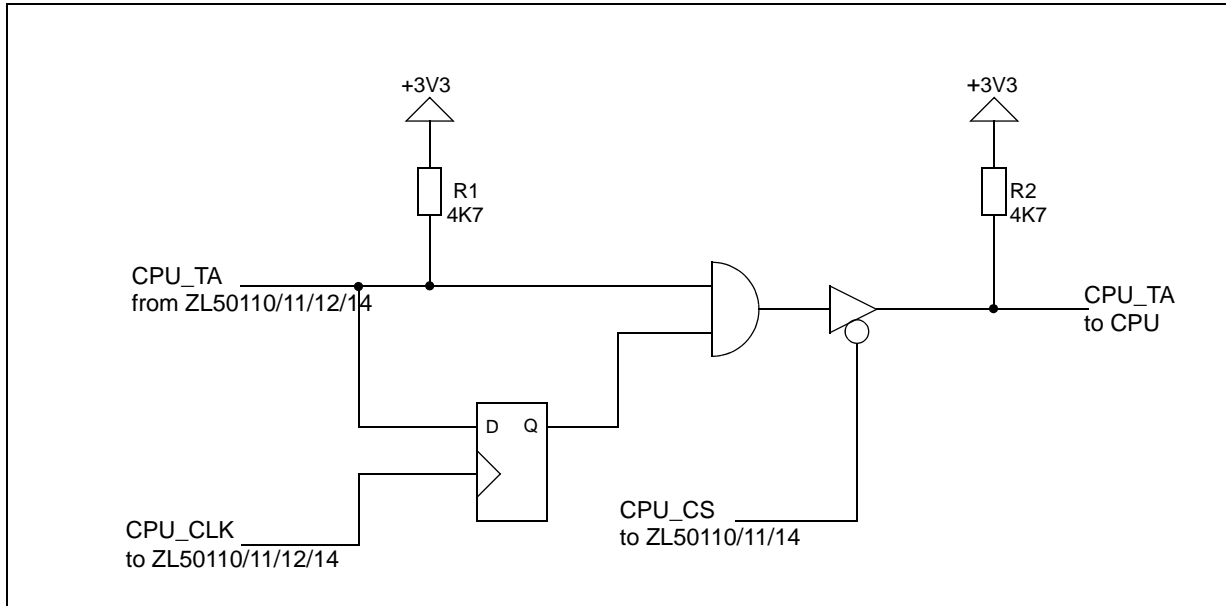 +3V3
+3V3
R1
4K7
R2
4K7
CPU_TA
from ZL50110/11/12/14
CPU_TA
to CPU
D Q
CPU_CLK
to ZL50110/11/12/14
CPU_CS
to ZL50110/11/14